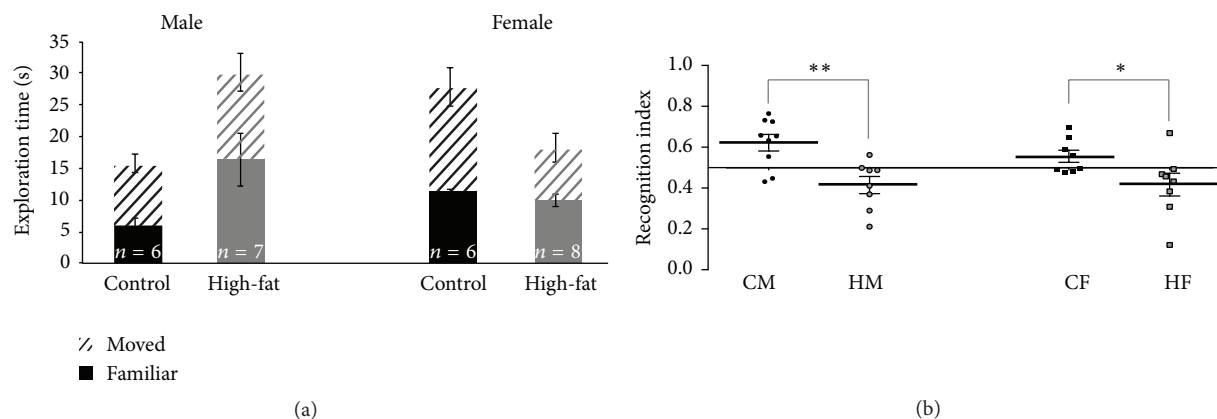 Male Female
Exploration time (s)
35
30
25
20
15
10
5
0
n = 6 n = 7 n = 6 n = 8
Control High-fat Control High-fat
Moved
Familiar
(a)
Recognition index
1.0
0.8
0.6
0.4
0.2
0.0
** *
CM HM CF HF
(b)